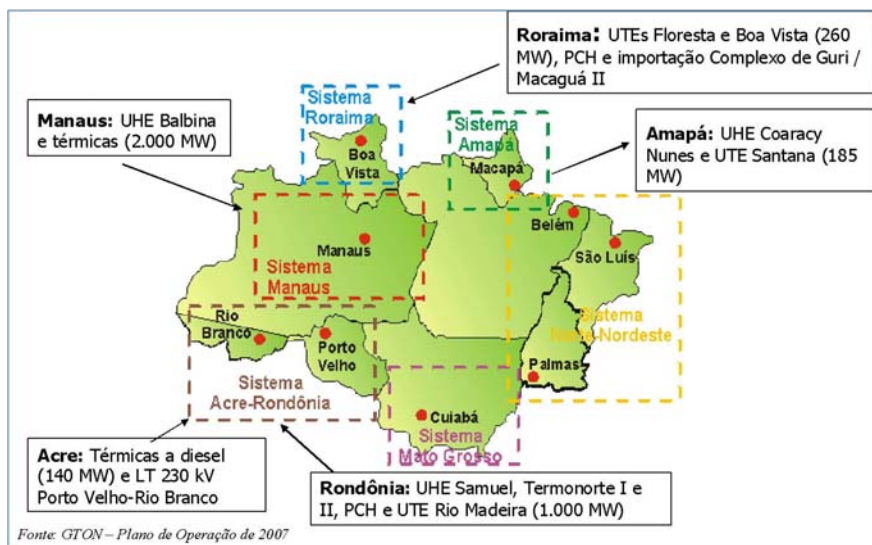 Roraima: UTEs Floresta e Boa Vista (260
MW), PCH e importação Complexo de Guri /
Macaguá II
Manaus: UHE Balbina
e térmicas (2.000 MW)
Sistema
Roraima
Boa
Vista
Sistema
Amapá
Macapá
Amapá: UHE Coaracy
Nunes e UTE Santana (185
MW)
Belém
São Luís
Manaus
Sistema
Manaus
Rio
Branco
Porto
Velho
Sistema
Norte-Nordeste
Palmas
Sistema
Acre-Rondônia
Cuiabá
Sistema
Mato Grosso
Acre: Térmicas a diesel
(140 MW) e LT 230 kV
Porto Velho-Rio Branco
Rondônia: UHE Samuel, Termonorte I e
II, PCH e UTE Rio Madeira (1.000 MW)
Fonte: GTON – Plano de Operação de 2007